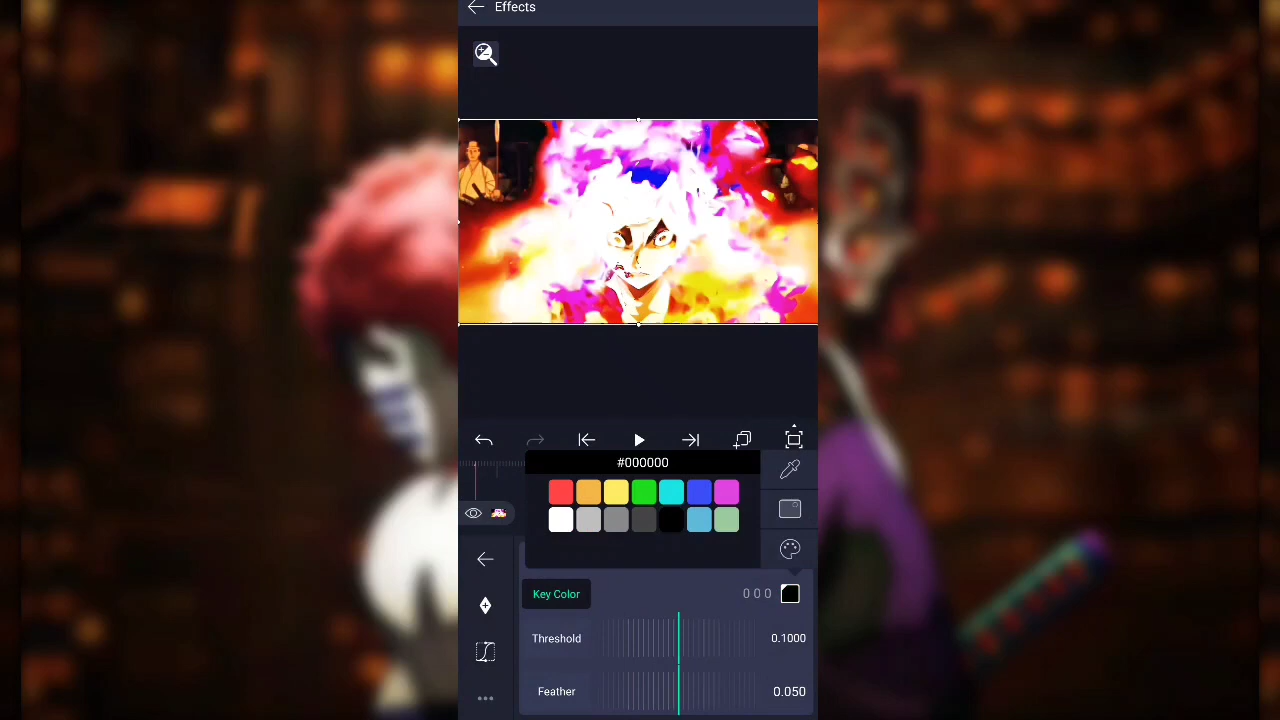 Effects
#000000
Key Color 0 0 0
Threshold 0.1000
Feather 0.050